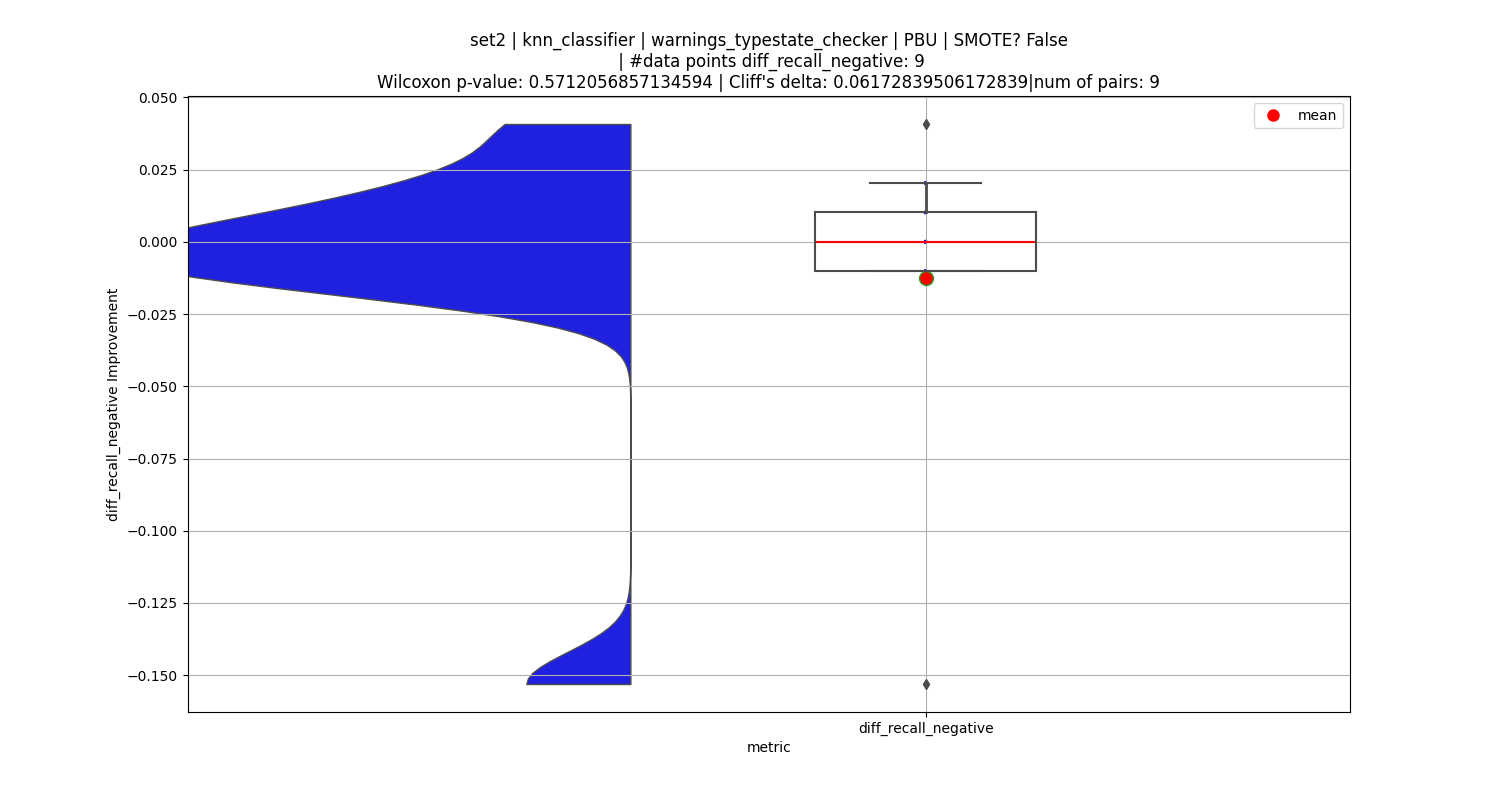 set2 | knn_classifier | warnings_typestate_checker | PBU | SMOTE? False
| #data points diff_recall_negative: 9
Wilcoxon p-value: 0.5712056857134594 | Cliff's delta: 0.06172839506172839|num of pairs: 9
mean
0.050
0.025
0.000
−0.025
−0.050
−0.075
−0.100
−0.125
−0.150
diff_recall_negative Improvement
diff_recall_negative
metric